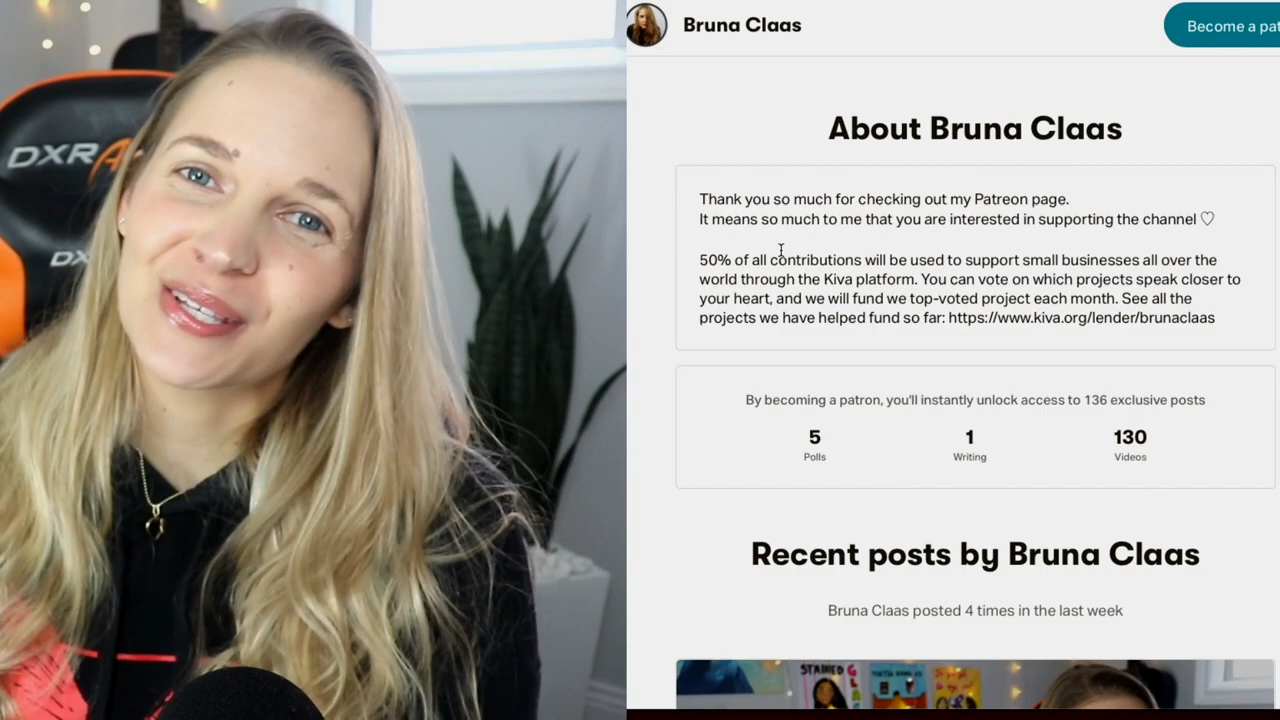 DXRA
DX
Bruna Claas
Become a pat
About Bruna Claas
Thank you so much for checking out my Patreon page.
It means so much to me that you are interested in supporting the channel ♡
50% of all contributions will be used to support small businesses all over the
world through the Kiva platform. You can vote on which projects speak closer to
your heart, and we will fund we top-voted project each month. See all the
projects we have helped fund so far: https://www.kiva.org/lender/brunaclaas
By becoming a patron, you'll instantly unlock access to 136 exclusive posts
5 1 130
Polls Writing Videos
Recent posts by Bruna Claas
Bruna Claas posted 4 times in the last week
STAINED